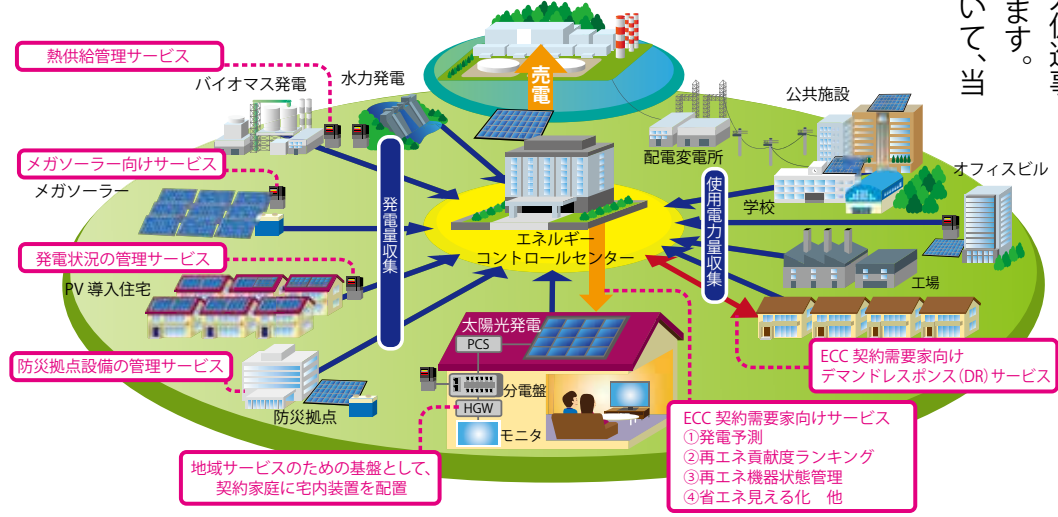 ます。
いて、当
熱供給管理サービス
バイオマス発電
水力発電
売電
公共施設
配電変電所
オフィスビル
メガソーラー向けサービス
メガソーラー
学校
発電量収集
使用電力量収集
エネルギー
コントロールセンター
発電状況の管理サービス
PV 導入住宅
工場
太陽光発電
PCS
分電盤
HGW
モニタ
防災拠点設備の管理サービス
防災拠点
ECC 契約需要家向け
デマンドレスポンス(DR)サービス
地域サービスのための基盤として、
契約家庭に宅内装置を配置
ECC 契約需要家向けサービス
①発電予測
②再エネ貢献度ランキング
③再エネ機器状態管理
④省エネ見える化　他